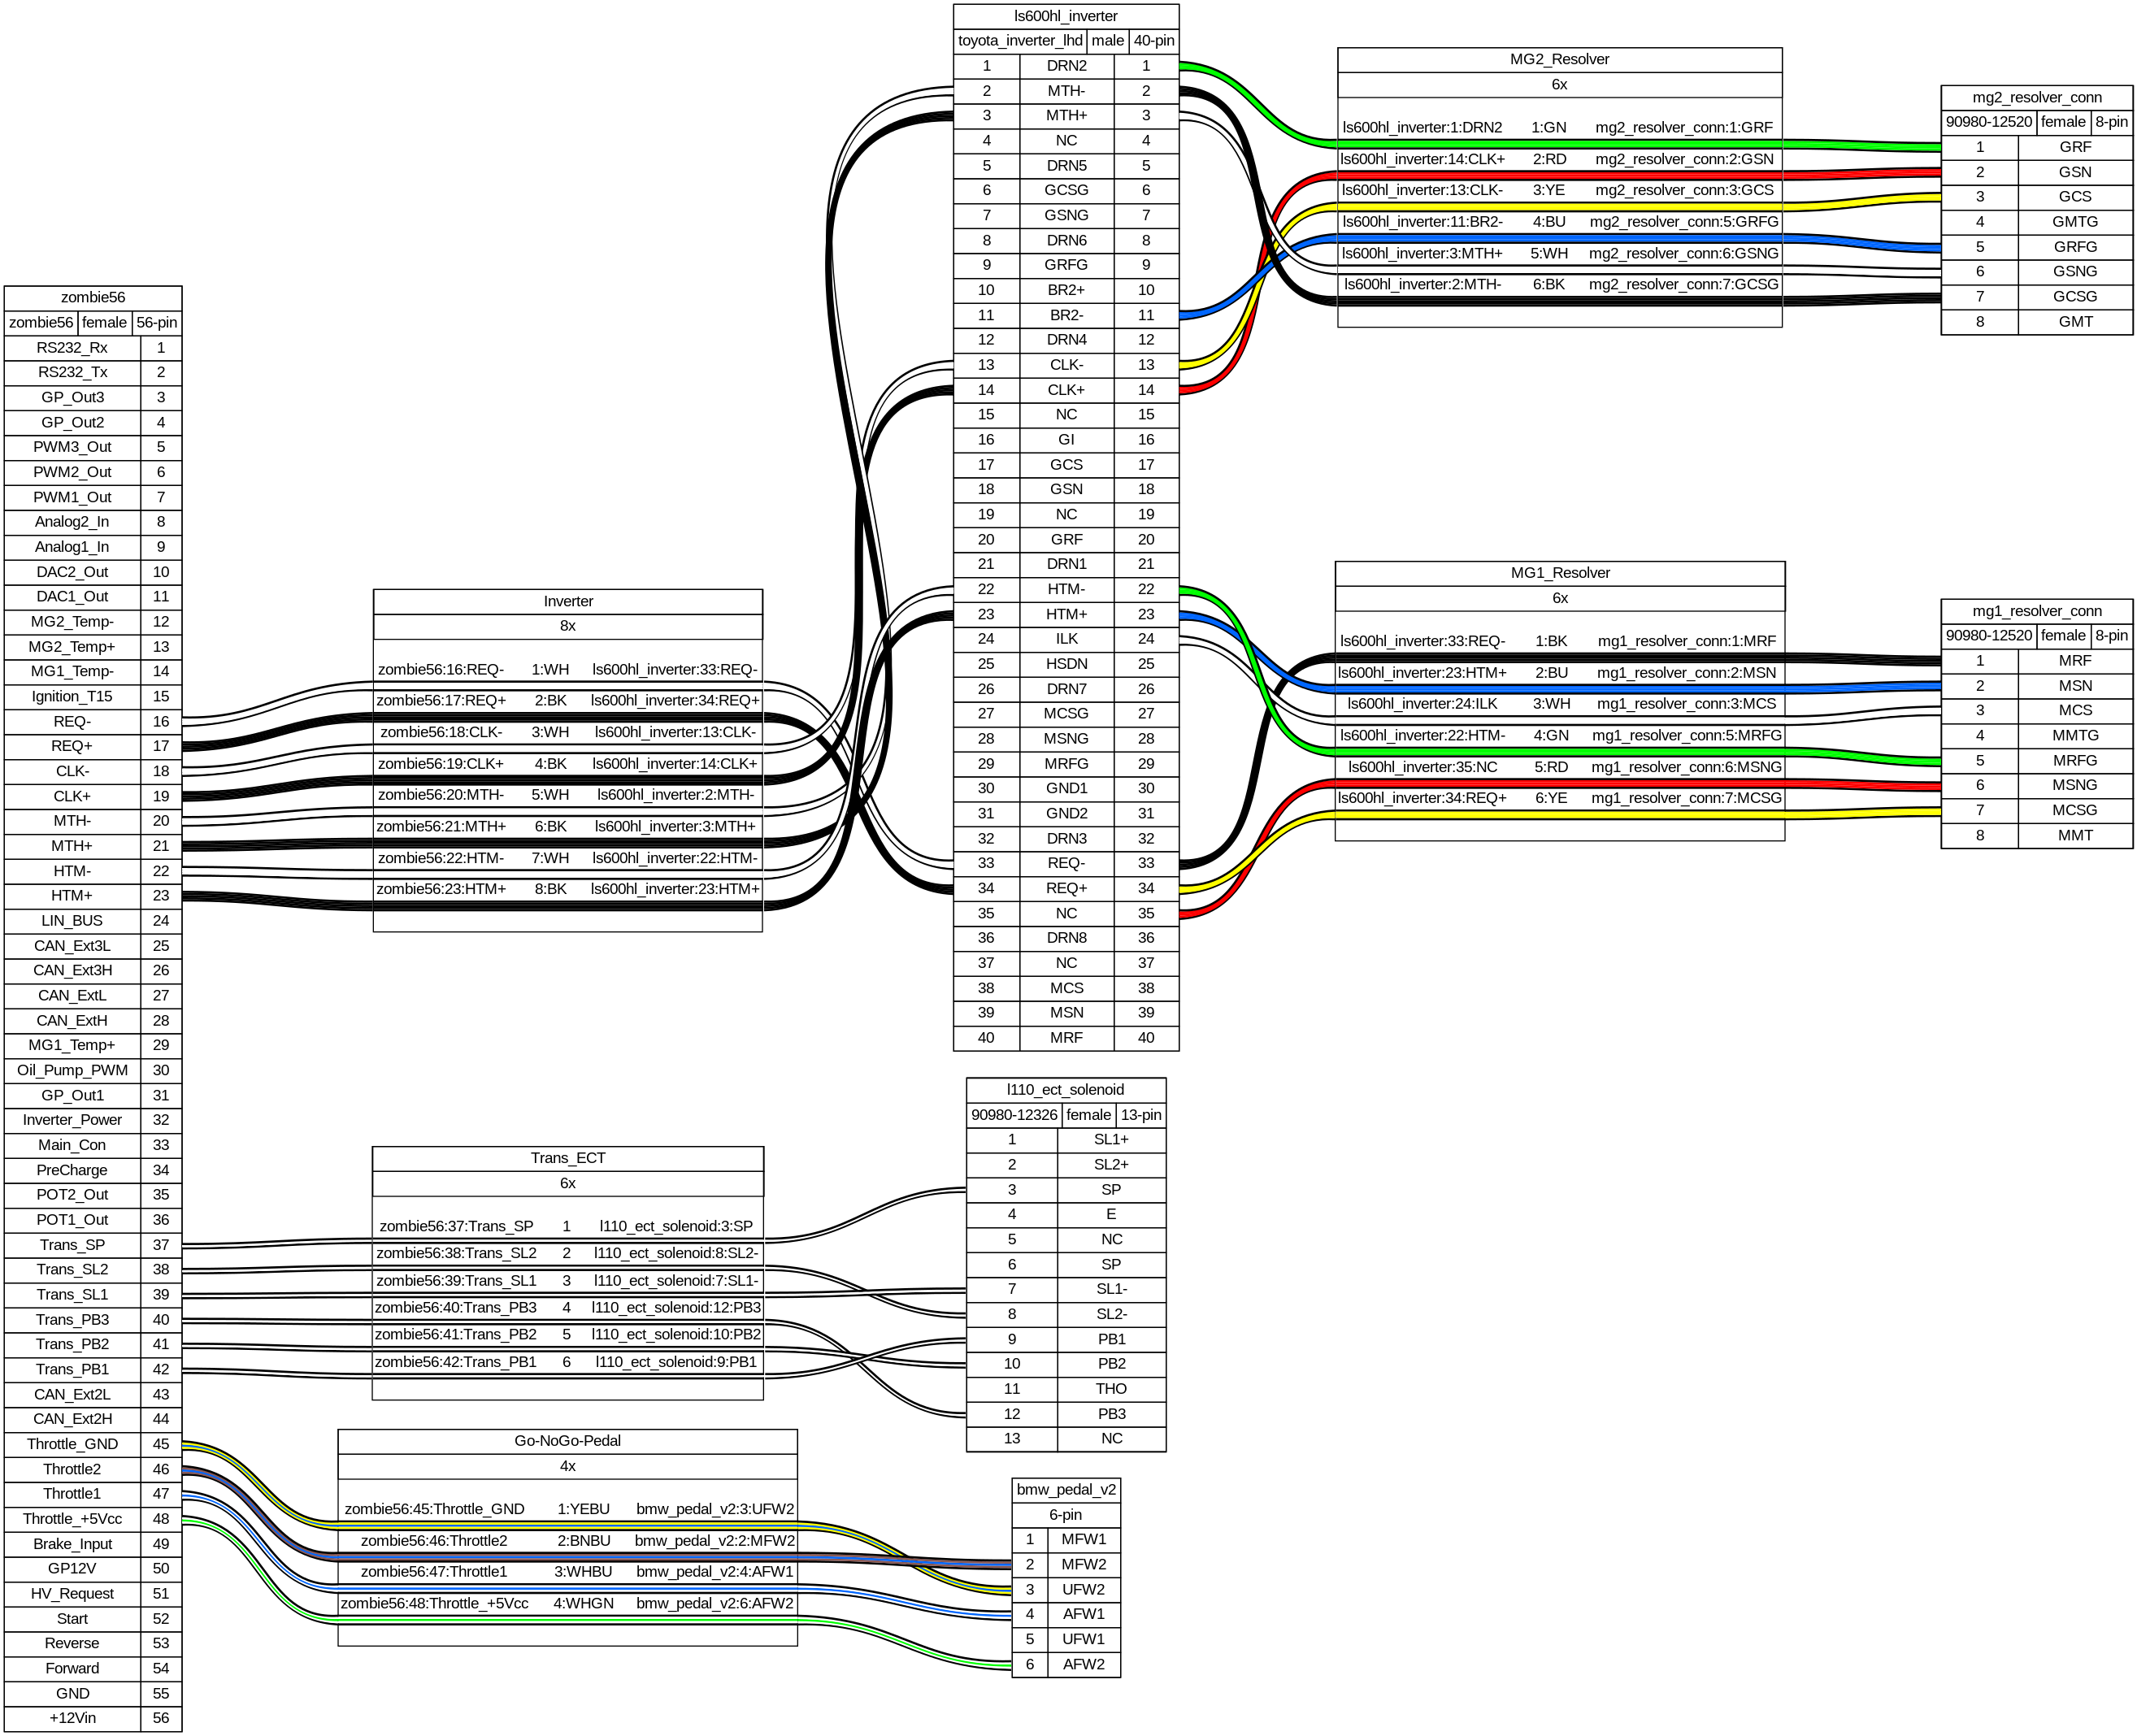 zombie56
zombie56 female 56-pin
RS232_Rx 1
RS232_Tx 2
GP_Out3 3
GP_Out2 4
PWM3_Out 5
PWM2_Out 6
PWM1_Out 7
Analog2_In 8
Analog1_In 9
DAC2_Out 10
DAC1_Out 11
MG2_Temp- 12
MG2_Temp+ 13
MG1_Temp- 14
Ignition_T15 15
REQ- 16
REQ+ 17
CLK- 18
CLK+ 19
MTH- 20
MTH+ 21
HTM- 22
HTM+ 23
LIN_BUS 24
CAN_Ext3L 25
CAN_Ext3H 26
CAN_ExtL 27
CAN_ExtH 28
MG1_Temp+ 29
Oil_Pump_PWM 30
GP_Out1 31
Inverter_Power 32
Main_Con 33
PreCharge 34
POT2_Out 35
POT1_Out 36
Trans_SP 37
Trans_SL2 38
Trans_SL1 39
Trans_PB3 40
Trans_PB2 41
Trans_PB1 42
CAN_Ext2L 43
CAN_Ext2H 44
Throttle_GND 45
Throttle2 46
Throttle1 47
Throttle_+5Vcc 48
Brake_Input 49
GP12V 50
HV_Request 51
Start 52
Reverse 53
Forward 54
GND 55
+12Vin 56
Inverter
8x
zombie56:16:REQ- 1:WH ls600hl_inverter:33:REQ-
zombie56:17:REQ+ 2:BK ls600hl_inverter:34:REQ+
zombie56:18:CLK- 3:WH ls600hl_inverter:13:CLK-
zombie56:19:CLK+ 4:BK ls600hl_inverter:14:CLK+
zombie56:20:MTH- 5:WH ls600hl_inverter:2:MTH-
zombie56:21:MTH+ 6:BK ls600hl_inverter:3:MTH+
zombie56:22:HTM- 7:WH ls600hl_inverter:22:HTM-
zombie56:23:HTM+ 8:BK ls600hl_inverter:23:HTM+
Trans_ECT
6x
zombie56:37:Trans_SP 1 l110_ect_solenoid:3:SP
zombie56:38:Trans_SL2 2 l110_ect_solenoid:8:SL2-
zombie56:39:Trans_SL1 3 l110_ect_solenoid:7:SL1-
zombie56:40:Trans_PB3 4 l110_ect_solenoid:12:PB3
zombie56:41:Trans_PB2 5 l110_ect_solenoid:10:PB2
zombie56:42:Trans_PB1 6 l110_ect_solenoid:9:PB1
Go-NoGo-Pedal
4x
zombie56:45:Throttle_GND 1:YEBU bmw_pedal_v2:3:UFW2
zombie56:46:Throttle2 2:BNBU bmw_pedal_v2:2:MFW2
zombie56:47:Throttle1 3:WHBU bmw_pedal_v2:4:AFW1
zombie56:48:Throttle_+5Vcc 4:WHGN bmw_pedal_v2:6:AFW2
ls600hl_inverter
toyota_inverter_lhd male 40-pin
1 DRN2 1
2 MTH- 2
3 MTH+ 3
4 NC 4
5 DRN5 5
6 GCSG 6
7 GSNG 7
8 DRN6 8
9 GRFG 9
10 BR2+ 10
11 BR2- 11
12 DRN4 12
13 CLK- 13
14 CLK+ 14
15 NC 15
16 GI 16
17 GCS 17
18 GSN 18
19 NC 19
20 GRF 20
21 DRN1 21
22 HTM- 22
23 HTM+ 23
24 ILK 24
25 HSDN 25
26 DRN7 26
27 MCSG 27
28 MSNG 28
29 MRFG 29
30 GND1 30
31 GND2 31
32 DRN3 32
33 REQ- 33
34 REQ+ 34
35 NC 35
36 DRN8 36
37 NC 37
38 MCS 38
39 MSN 39
40 MRF 40
l110_ect_solenoid
90980-12326 female 13-pin
1 SL1+
2 SL2+
3 SP
4 E
5 NC
6 SP
7 SL1-
8 SL2-
9 PB1
10 PB2
11 THO
12 PB3
13 NC
bmw_pedal_v2
6-pin
1 MFW1
2 MFW2
3 UFW2
4 AFW1
5 UFW1
6 AFW2
MG2_Resolver
6x
ls600hl_inverter:1:DRN2 1:GN mg2_resolver_conn:1:GRF
ls600hl_inverter:14:CLK+ 2:RD mg2_resolver_conn:2:GSN
ls600hl_inverter:13:CLK- 3:YE mg2_resolver_conn:3:GCS
ls600hl_inverter:11:BR2- 4:BU mg2_resolver_conn:5:GRFG
ls600hl_inverter:3:MTH+ 5:WH mg2_resolver_conn:6:GSNG
ls600hl_inverter:2:MTH- 6:BK mg2_resolver_conn:7:GCSG
MG1_Resolver
6x
ls600hl_inverter:33:REQ- 1:BK mg1_resolver_conn:1:MRF
ls600hl_inverter:23:HTM+ 2:BU mg1_resolver_conn:2:MSN
ls600hl_inverter:24:ILK 3:WH mg1_resolver_conn:3:MCS
ls600hl_inverter:22:HTM- 4:GN mg1_resolver_conn:5:MRFG
ls600hl_inverter:35:NC 5:RD mg1_resolver_conn:6:MSNG
ls600hl_inverter:34:REQ+ 6:YE mg1_resolver_conn:7:MCSG
mg2_resolver_conn
90980-12520 female 8-pin
1 GRF
2 GSN
3 GCS
4 GMTG
5 GRFG
6 GSNG
7 GCSG
8 GMT
mg1_resolver_conn
90980-12520 female 8-pin
1 MRF
2 MSN
3 MCS
4 MMTG
5 MRFG
6 MSNG
7 MCSG
8 MMT